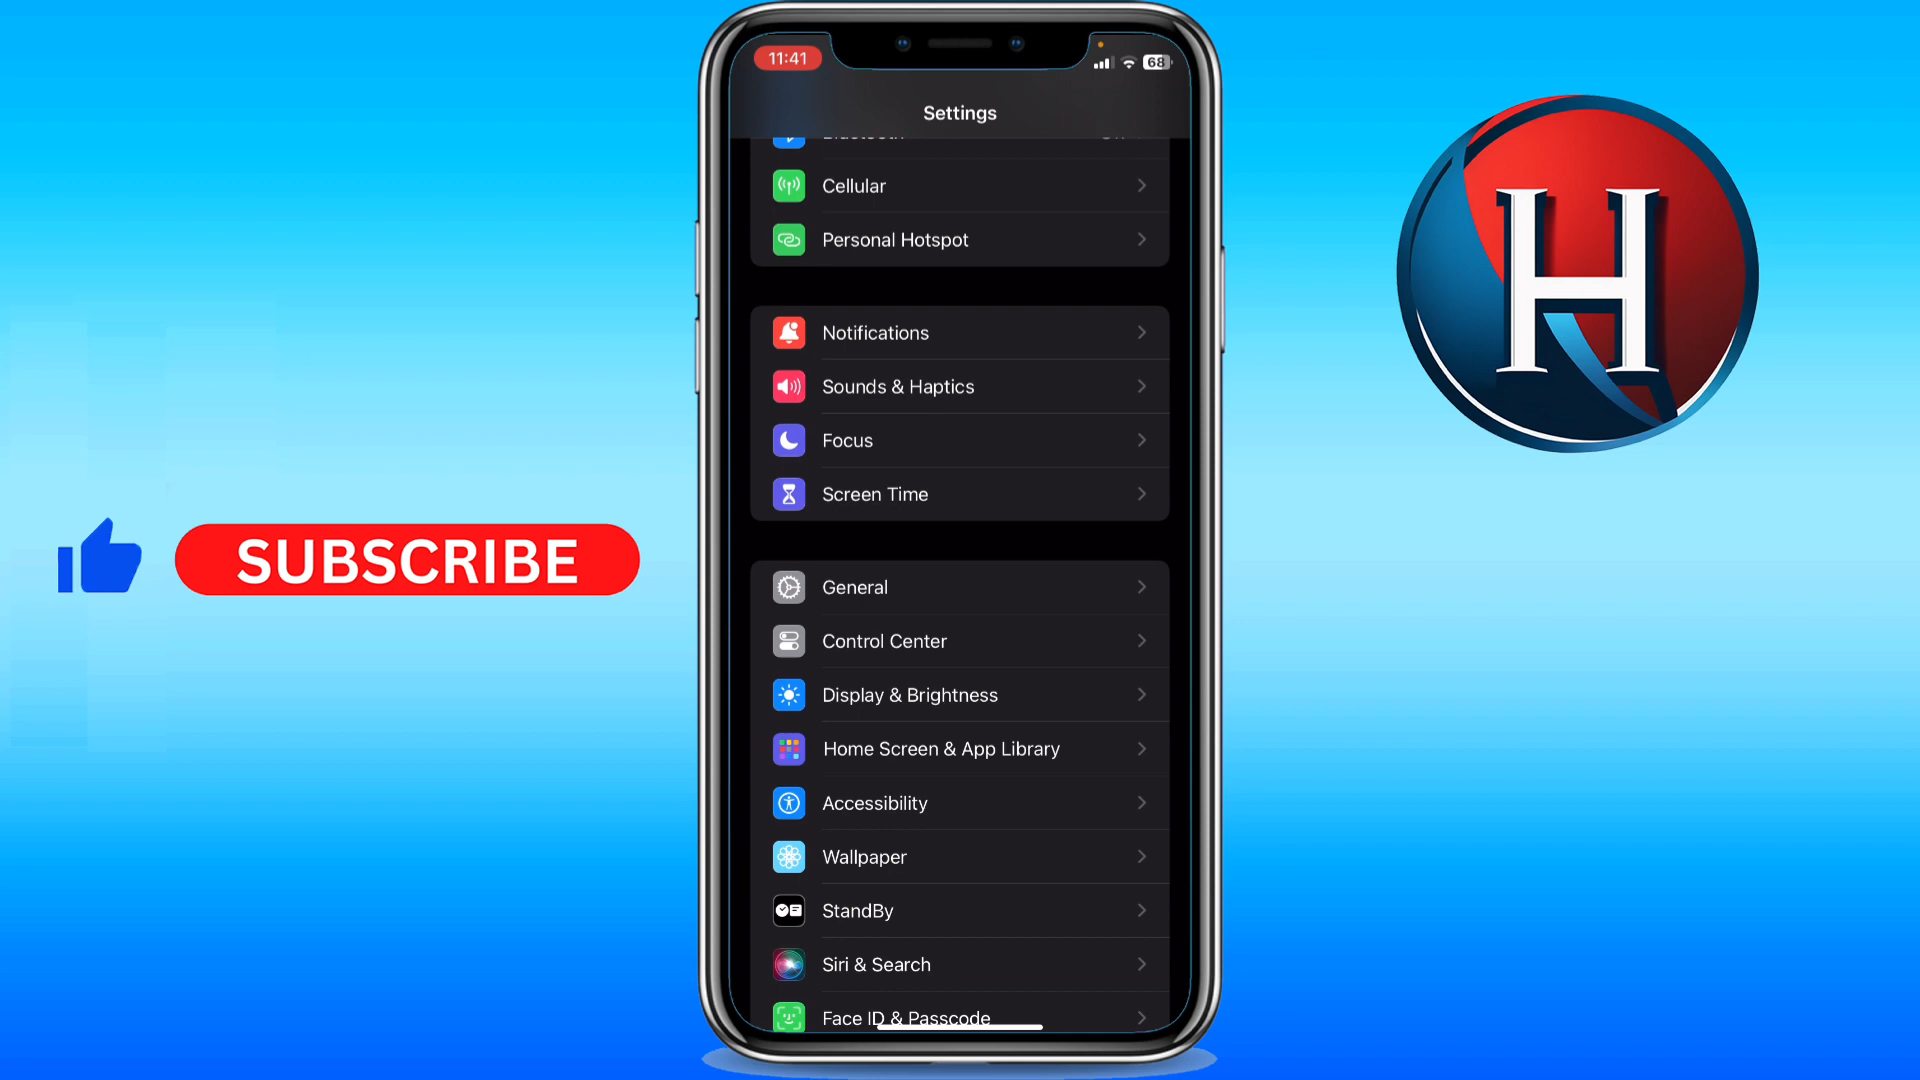 11:41
68
Settings
Cellular
Personal Hotspot
Notifications
Sounds & Haptics
Focus
Screen Time
General
Control Center
Display & Brightness
Home Screen & App Library
Accessibility
Wallpaper
StandBy
Siri & Search
Face ID & Passcode
SUBSCRIBE
H